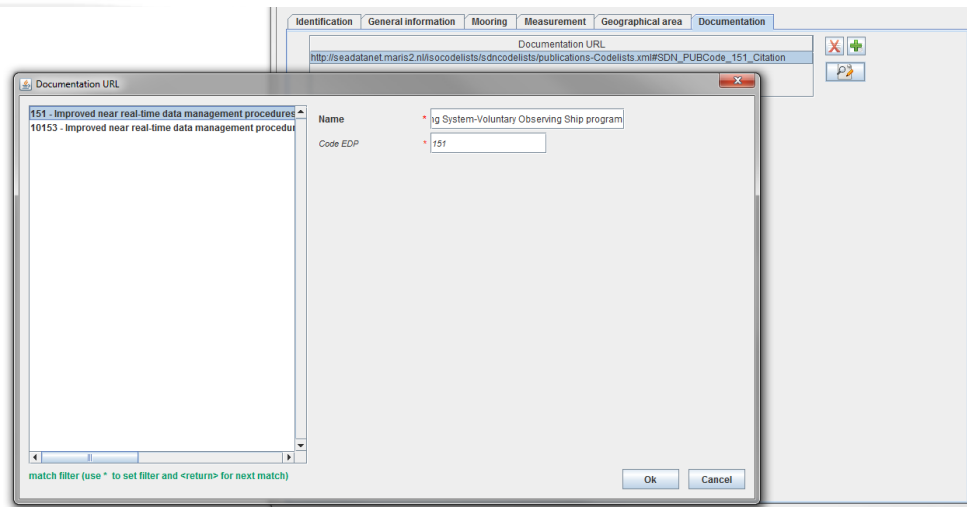 Identification General information Mooring Measurement Geographical area Documentation
Documentation URL
http://seadatanet.maris2.nl/isocodelists/sdncodelists/publications-Codelists.xml#SDN_PUBCode_151_Citation
Documentation URL
151 - Improved near real-time data management procedures
10153 - Improved near real-time data management procedur
Name * ng System-Voluntary Observing Ship program
Code EDP * 151
match filter (use * to set filter and <return> for next match)
Ok Cancel